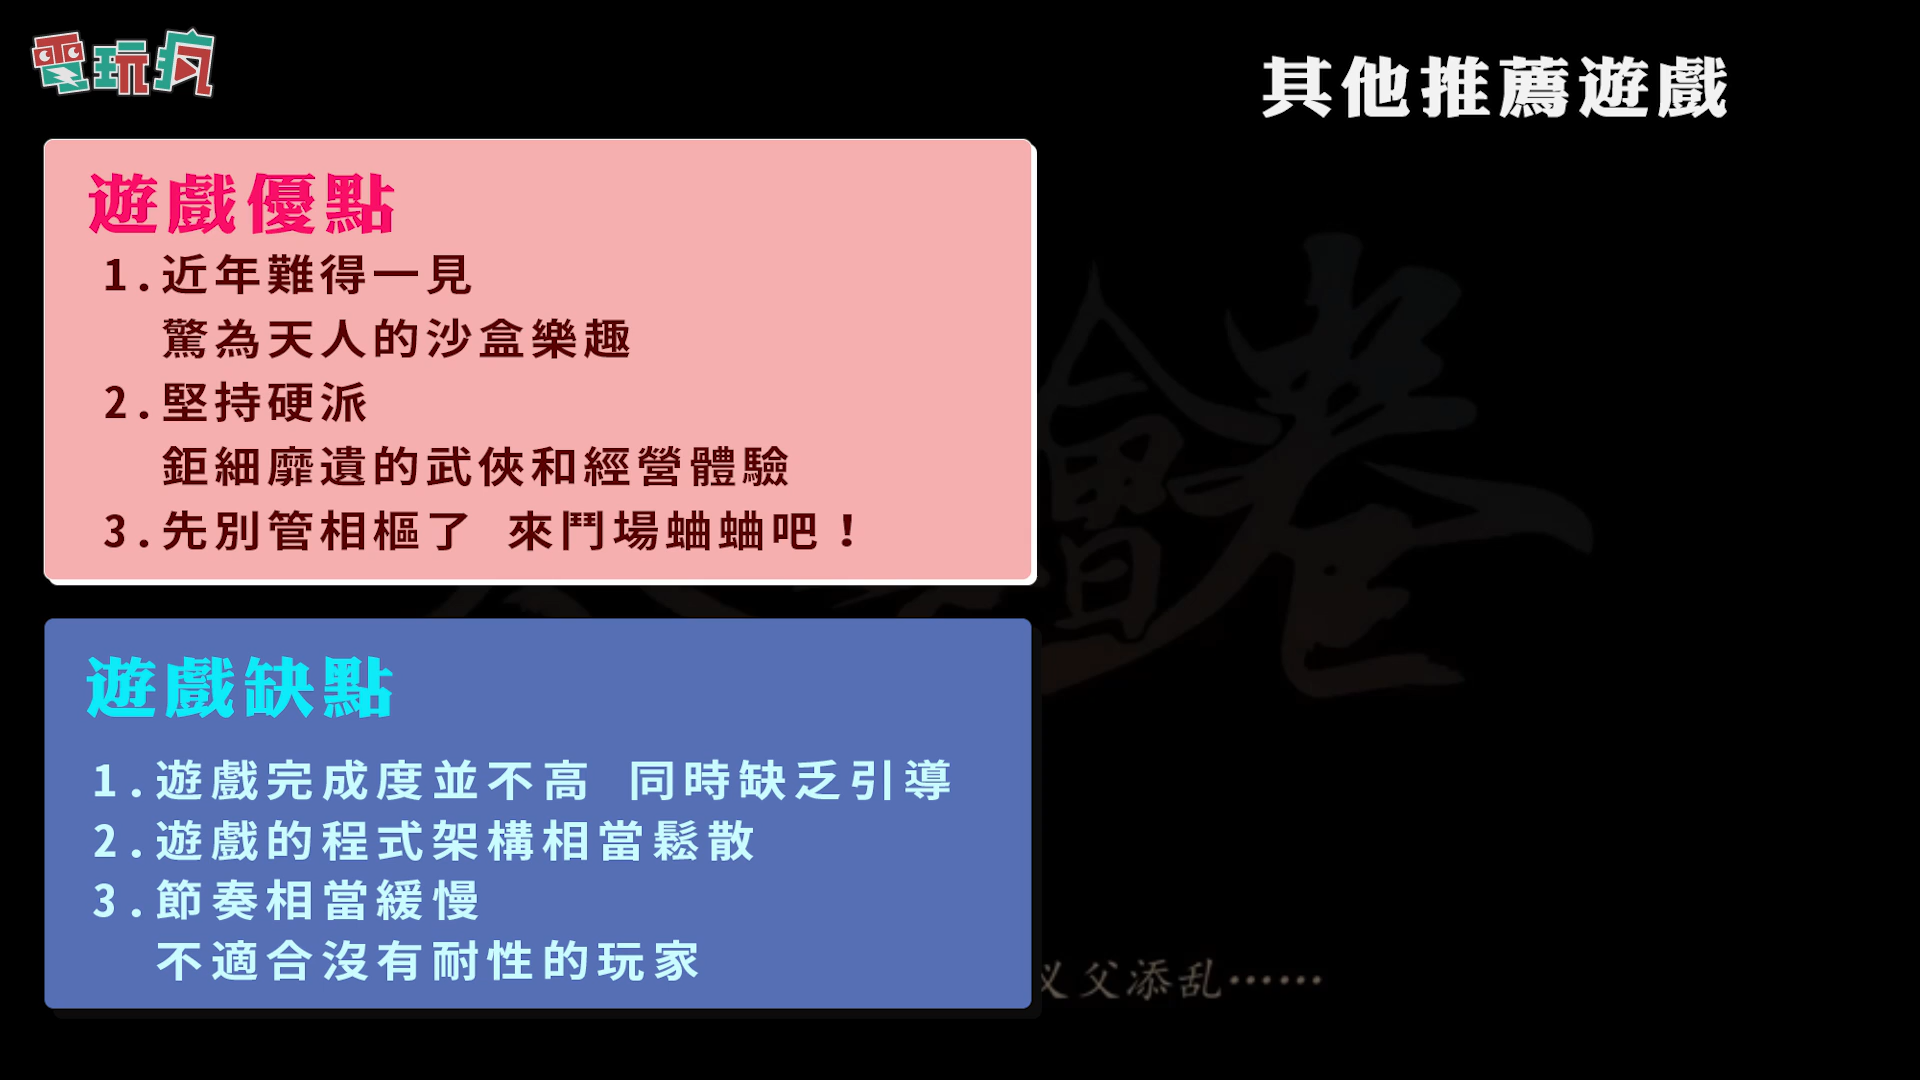 電玩瘋
其他推薦遊戲
遊戲優點
1.近年難得一見
驚為天人的沙盒樂趣
2.堅持硬派
鉅細靡遺的武俠和經營體驗
3.先別管相樞了 來鬥場蛐蛐吧！
遊戲缺點
1.遊戲完成度並不高 同時缺乏引導
2.遊戲的程式架構相當鬆散
3.節奏相當緩慢
不適合沒有耐性的玩家
會卷
义父添乱……